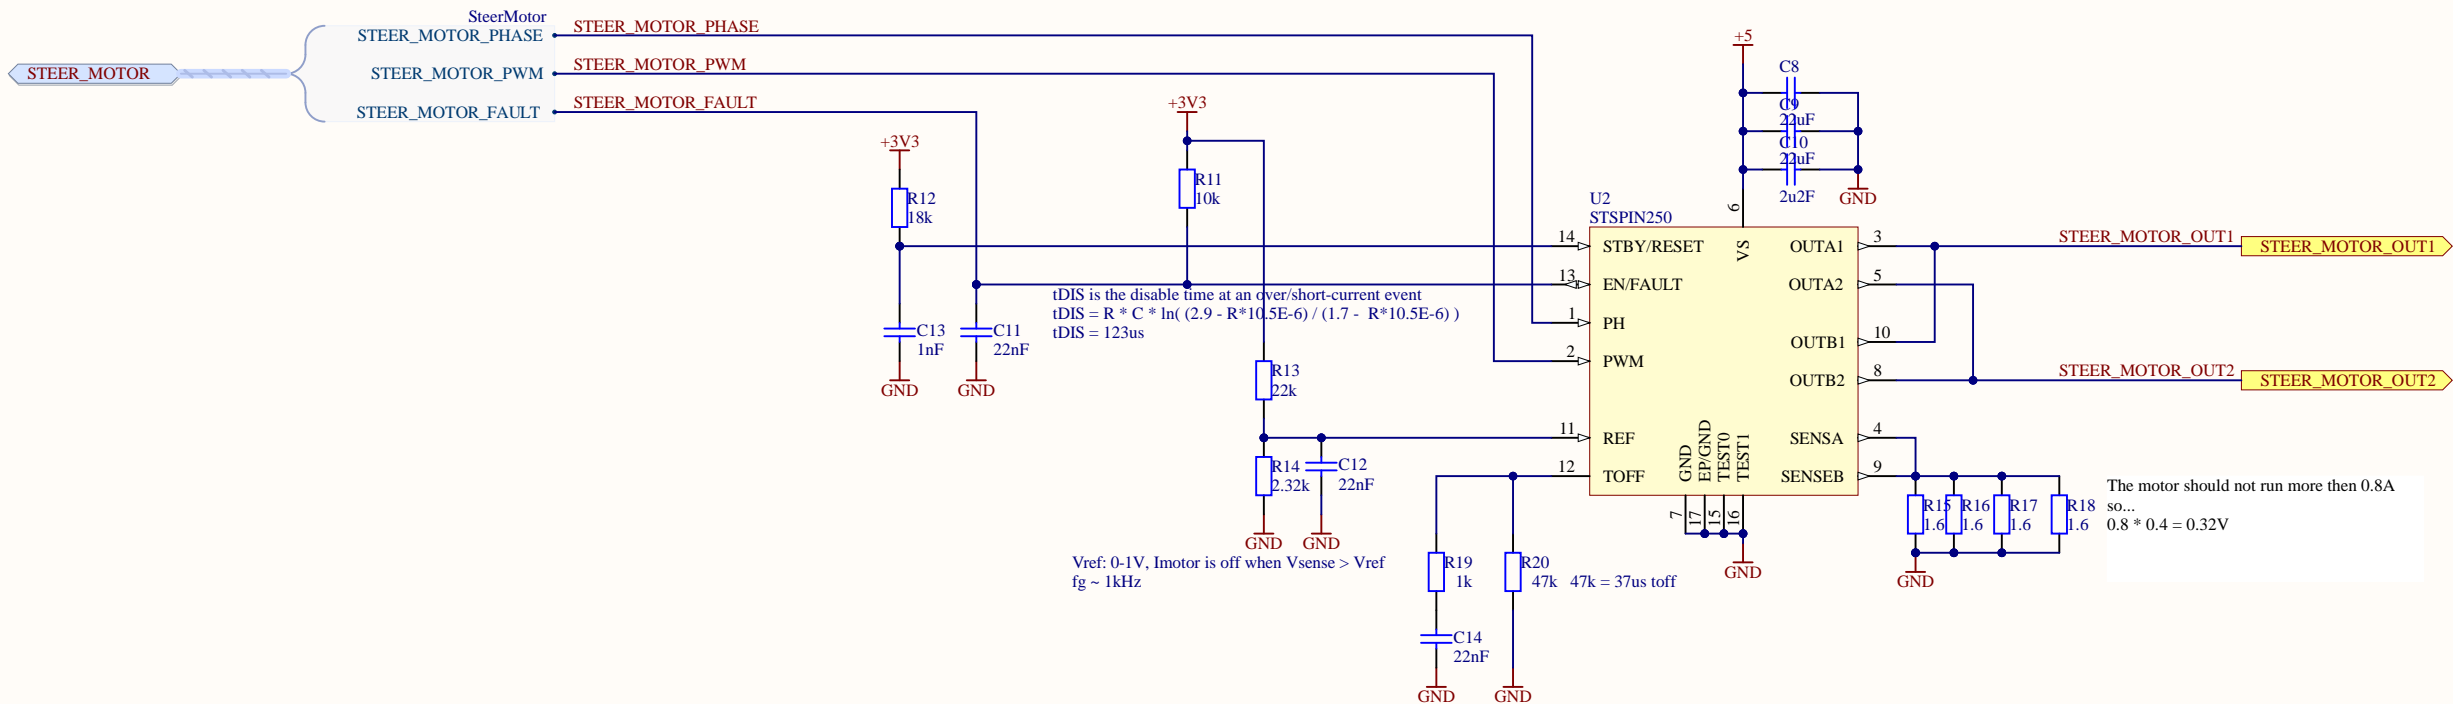 SteerMotor
STEER_MOTOR
STEER_MOTOR_PHASE
STEER_MOTOR_PWM
STEER_MOTOR_FAULT
STEER_MOTOR_PHASE
STEER_MOTOR_PWM
STEER_MOTOR_FAULT
+3V3
R12
18k
C13
1nF
GND
C11
22nF
GND
+3V3
R11
10k
tDIS is the disable time at an over/short-current event
tDIS = R * C * ln( (2.9 - R*10.5E-6) / (1.7 - R*10.5E-6) )
tDIS = 123us
R13
22k
R14
2.32k
C12
22nF
GND
GND
Vref: 0-1V, Imotor is off when Vsense > Vref
fg ~ 1kHz
R19
1k
C14
22nF
GND
R20
47k
47k = 37us toff
GND
+5
C8
22uF
C9
22uF
C10
2u2F
GND
U2
STSPIN250
14
STBY/RESET
13
EN/FAULT
1
PH
2
PWM
11
REF
12
TOFF
6
VS
OUTA1
3
OUTA2
5
OUTB1
10
OUTB2
8
SENSA
4
SENSEB
9
GND
EP/GND
TEST0
TEST1
7
17
15
16
GND
STEER_MOTOR_OUT1
STEER_MOTOR_OUT1
STEER_MOTOR_OUT2
STEER_MOTOR_OUT2
R15
1.6
R16
1.6
R17
1.6
R18
1.6
GND
The motor should not run more then 0.8A
so...
0.8 * 0.4 = 0.32V